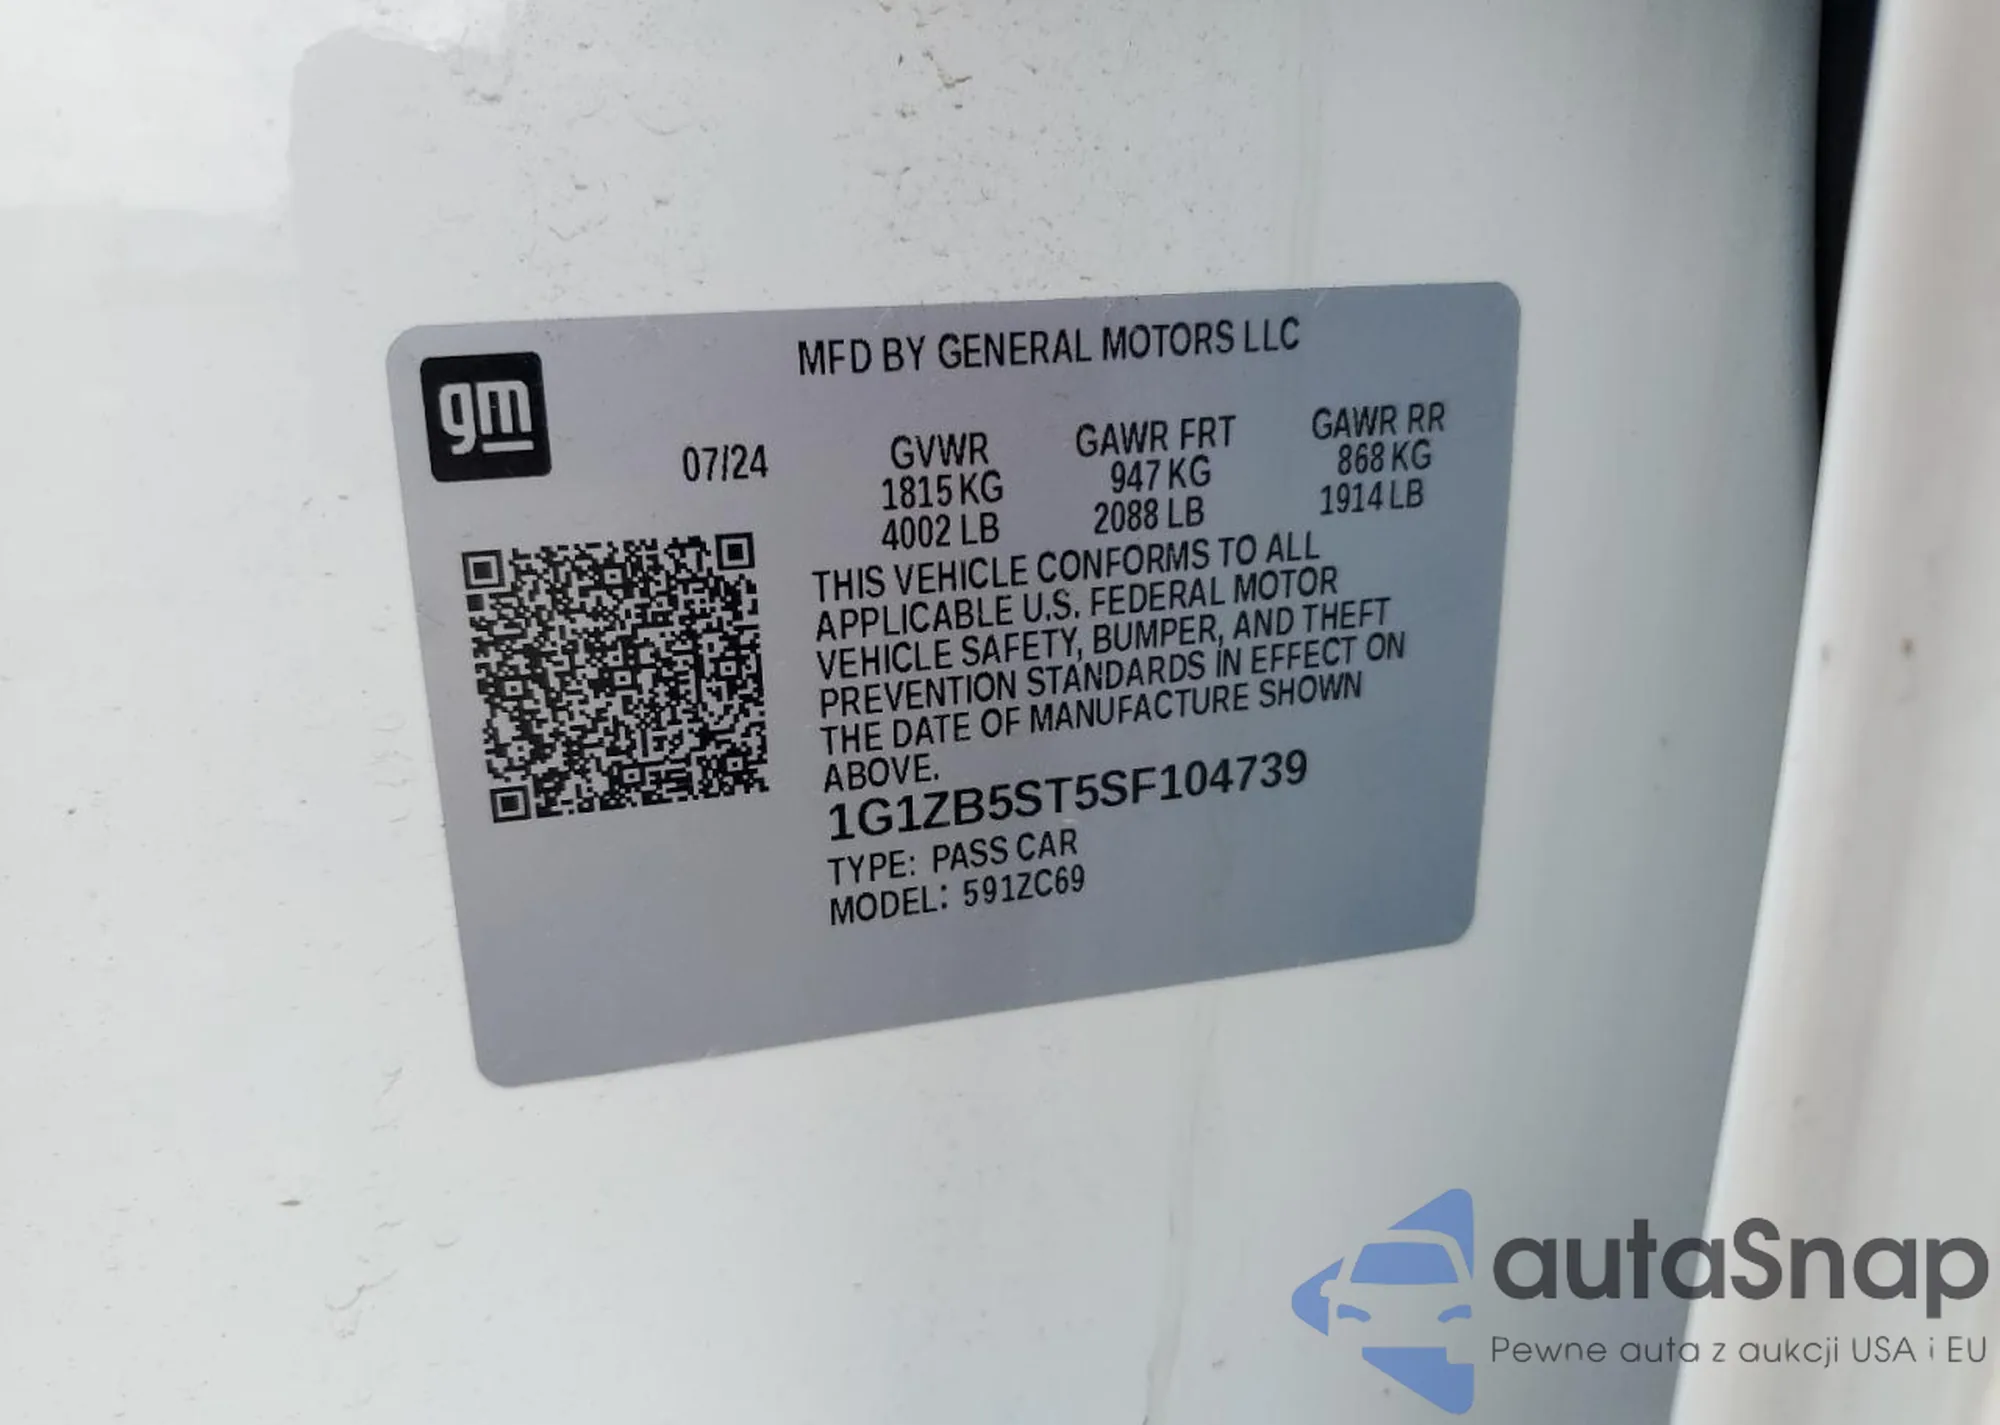 MFD BY GENERAL MOTORS LLC
gm
07/24
GVWR GAWR FRT GAWR RR
1815 KG 947 KG 868 KG
4002 LB 2088 LB 1914 LB
THIS VEHICLE CONFORMS TO ALL
APPLICABLE U.S. FEDERAL MOTOR
VEHICLE SAFETY, BUMPER, AND THEFT
PREVENTION STANDARDS IN EFFECT ON
THE DATE OF MANUFACTURE SHOWN
ABOVE.
1G1ZB5ST5SF104739
TYPE: PASS CAR
MODEL: 591ZC69
autaSnap
Pewne auta z aukcji USA i EU